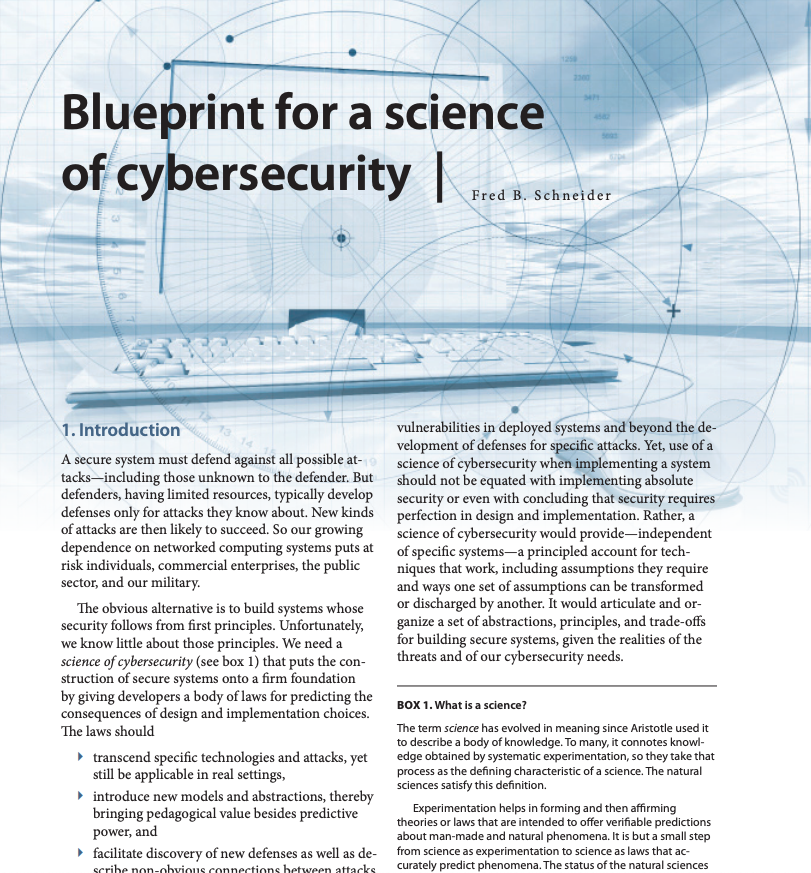 Blueprint for a science
of cybersecurity |
Fred B. Schneider
1. Introduction
A secure system must defend against all possible at-
tacks—including those unknown to the defender. But
defenders, having limited resources, typically develop
defenses only for attacks they know about. New kinds
of attacks are then likely to succeed. So our growing
dependence on networked computing systems puts at
risk individuals, commercial enterprises, the public
sector, and our military.
The obvious alternative is to build systems whose
security follows from first principles. Unfortunately,
we know little about those principles. We need a
science of cybersecurity (see box 1) that puts the con-
struction of secure systems onto a firm foundation
by giving developers a body of laws for predicting the
consequences of design and implementation choices.
The laws should
transcend specific technologies and attacks, yet
still be applicable in real settings,
introduce new models and abstractions, thereby
bringing pedagogical value besides predictive
power, and
facilitate discovery of new defenses as well as de-
scribe non-obvious connections between attacks
vulnerabilities in deployed systems and beyond the de-
velopment of defenses for specific attacks. Yet, use of a
science of cybersecurity when implementing a system
should not be equated with implementing absolute
security or even with concluding that security requires
perfection in design and implementation. Rather, a
science of cybersecurity would provide—independent
of specific systems—a principled account for tech-
niques that work, including assumptions they require
and ways one set of assumptions can be transformed
or discharged by another. It would articulate and or-
ganize a set of abstractions, principles, and trade-offs
for building secure systems, given the realities of the
threats and of our cybersecurity needs.
BOX 1. What is a science?
The term science has evolved in meaning since Aristotle used it
to describe a body of knowledge. To many, it connotes knowl-
edge obtained by systematic experimentation, so they take that
process as the defining characteristic of a science. The natural
sciences satisfy this definition.
Experimentation helps in forming and then affirming
theories or laws that are intended to offer verifiable predictions
about man-made and natural phenomena. It is but a small step
from science as experimentation to science as laws that ac-
curately predict phenomena. The status of the natural sciences